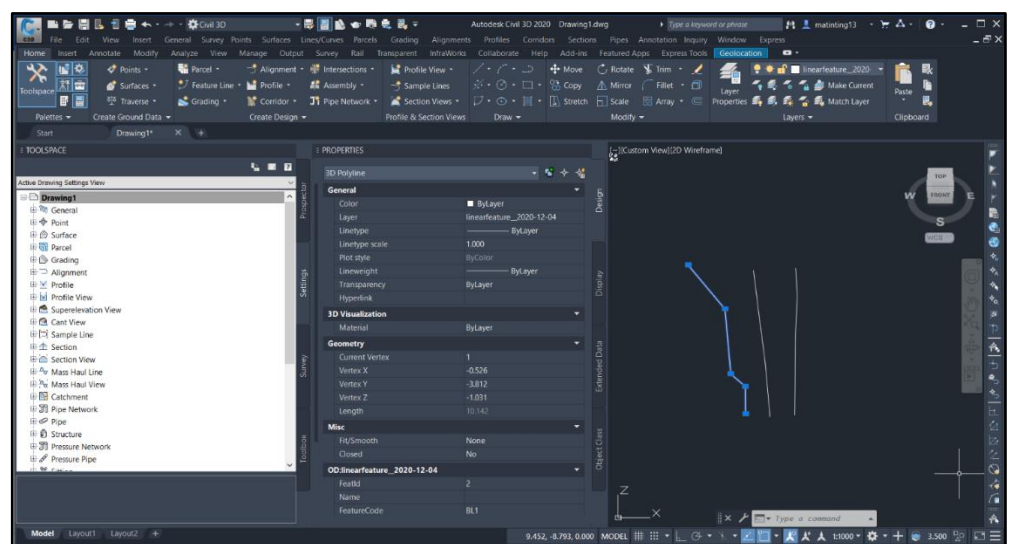 C3D
Civil 3D
Autodesk Civil 3D 2020 Drawing1.dwg
Type a keyword or phrase
matinting13
File Edit View Insert General Survey Points Surfaces Lines/Curves Parcels Grading Alignments Profiles Corridors Sections Pipes Annotation Inquiry Window Express
Home Insert Annotate Modify Analyze View Manage Output Survey Rail Transparent InfraWorks Collaborate Help Add-ins Featured Apps Express Tools Geolocation
Toolspace
Points
Surfaces
Traverse
Parcel
Feature Line
Grading
Alignment
Profile
Corridor
Intersections
Assembly
Pipe Network
Profile View
Sample Lines
Section Views
Move
Copy
Stretch
Rotate
Mirror
Scale
Trim
Fillet
Array
Layer
Properties
linearfeature_2020-
Make Current
Match Layer
Paste
Palettes
Create Ground Data
Create Design
Profile & Section Views
Draw
Modify
Layers
Clipboard
Start
Drawing1*
TOOLSPACE
Active Drawing Settings View
Drawing1
General
Point
Surface
Parcel
Grading
Alignment
Profile
Profile View
Superelevation View
Cant View
Sample Line
Section
Section View
Mass Haul Line
Mass Haul View
Catchment
Pipe Network
Pipe
Structure
Pressure Network
Pressure Pipe
Prospector
Settings
Survey
Toolbox
PROPERTIES
3D Polyline
General
Color ByLayer
Layer linearfeature_2020-12-04
Linetype ByLayer
Linetype scale 1.000
Plot style ByColor
Lineweight ByLayer
Transparency ByLayer
Hyperlink
3D Visualization
Material ByLayer
Geometry
Current Vertex 1
Vertex X -0.526
Vertex Y -3.812
Vertex Z -1.031
Length 10.142
Misc
Fit/Smooth None
Closed No
OD:linearfeature_2020-12-04
FeatId 2
Name
FeatureCode BL1
Design
Display
Extended Data
Object Class
[-][Custom View][2D Wireframe]
TOP
W FRONT E
S
WCS
Z
X
Type a command
Model Layout1 Layout2 +
9.452, -8.793, 0.000 MODEL
1:1000
3.500